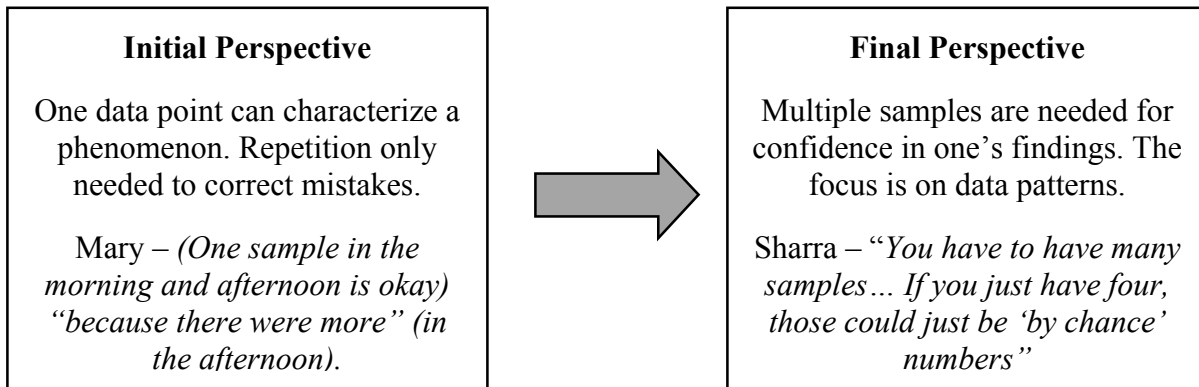 Initial Perspective
One data point can characterize a
phenomenon. Repetition only
needed to correct mistakes.
Mary – (One sample in the
morning and afternoon is okay)
“because there were more” (in
the afternoon).
Final Perspective
Multiple samples are needed for
confidence in one’s findings. The
focus is on data patterns.
Sharra – “You have to have many
samples… If you just have four,
those could just be ‘by chance’
numbers”